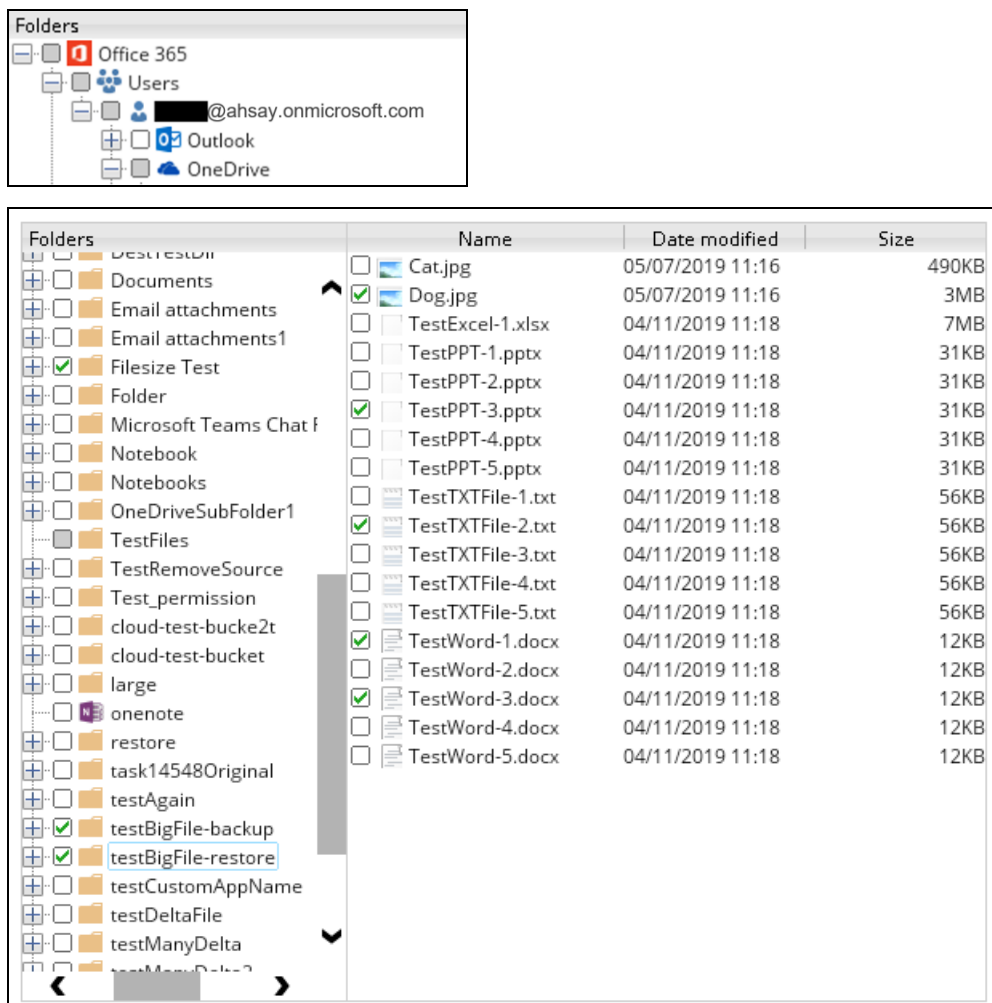 Folders
Office 365
Users
@ahsay.onmicrosoft.com
Outlook
OneDrive
Folders
Documents
Email attachments
Email attachments1
Filesize Test
Folder
Microsoft Teams Chat F
Notebook
Notebooks
OneDriveSubFolder1
TestFiles
TestRemoveSource
Test_permission
cloud-test-bucke2t
cloud-test-bucket
large
onenote
restore
task14548Original
testAgain
testBigFile-backup
testBigFile-restore
testCustomAppName
testDeltaFile
testManyDelta
Name Date modified Size
Cat.jpg 05/07/2019 11:16 490KB
Dog.jpg 05/07/2019 11:16 3MB
TestExcel-1.xlsx 04/11/2019 11:18 7MB
TestPPT-1.pptx 04/11/2019 11:18 31KB
TestPPT-2.pptx 04/11/2019 11:18 31KB
TestPPT-3.pptx 04/11/2019 11:18 31KB
TestPPT-4.pptx 04/11/2019 11:18 31KB
TestPPT-5.pptx 04/11/2019 11:18 31KB
TestTXTFile-1.txt 04/11/2019 11:18 56KB
TestTXTFile-2.txt 04/11/2019 11:18 56KB
TestTXTFile-3.txt 04/11/2019 11:18 56KB
TestTXTFile-4.txt 04/11/2019 11:18 56KB
TestTXTFile-5.txt 04/11/2019 11:18 56KB
TestWord-1.docx 04/11/2019 11:18 12KB
TestWord-2.docx 04/11/2019 11:18 12KB
TestWord-3.docx 04/11/2019 11:18 12KB
TestWord-4.docx 04/11/2019 11:18 12KB
TestWord-5.docx 04/11/2019 11:18 12KB